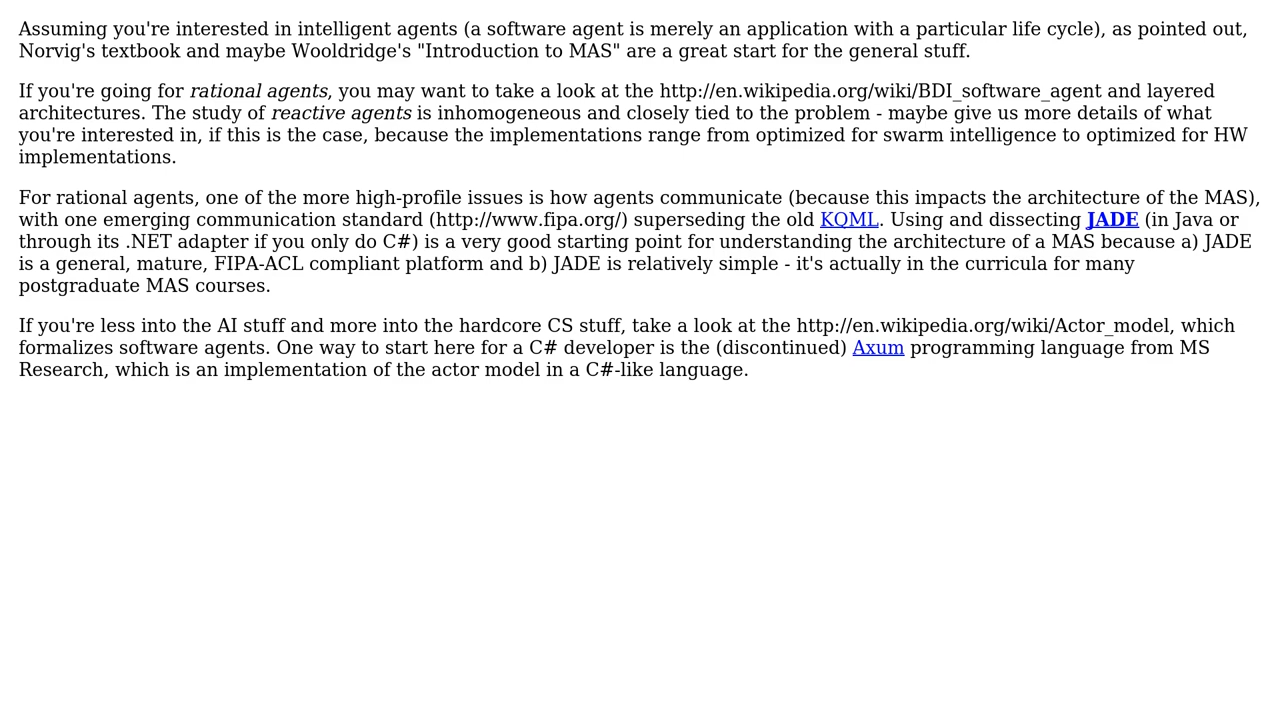 Assuming you're interested in intelligent agents (a software agent is merely an application with a particular life cycle), as pointed out,
Norvig's textbook and maybe Wooldridge's "Introduction to MAS" are a great start for the general stuff.
If you're going for rational agents, you may want to take a look at the http://en.wikipedia.org/wiki/BDI_software_agent and layered
architectures. The study of reactive agents is inhomogeneous and closely tied to the problem - maybe give us more details of what
you're interested in, if this is the case, because the implementations range from optimized for swarm intelligence to optimized for HW
implementations.
For rational agents, one of the more high-profile issues is how agents communicate (because this impacts the architecture of the MAS),
with one emerging communication standard (http://www.fipa.org/) superseding the old KQML. Using and dissecting JADE (in Java or
through its .NET adapter if you only do C#) is a very good starting point for understanding the architecture of a MAS because a) JADE
is a general, mature, FIPA-ACL compliant platform and b) JADE is relatively simple - it's actually in the curricula for many
postgraduate MAS courses.
If you're less into the AI stuff and more into the hardcore CS stuff, take a look at the http://en.wikipedia.org/wiki/Actor_model, which
formalizes software agents. One way to start here for a C# developer is the (discontinued) Axum programming language from MS
Research, which is an implementation of the actor model in a C#-like language.